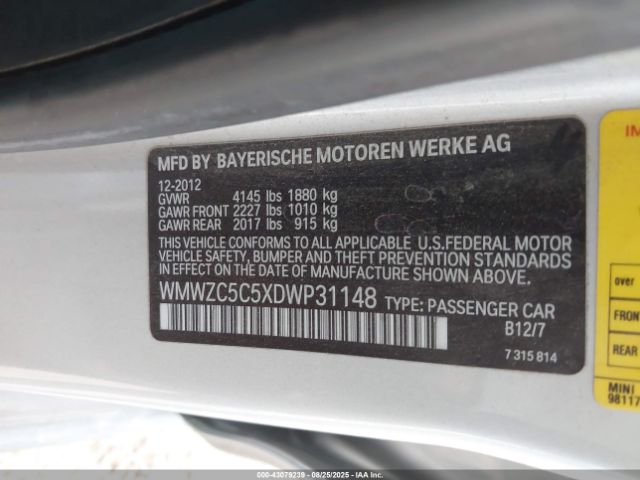 MFD BY BAYERISCHE MOTOREN WERKE AG
12-2012
GVWR 4145 lbs 1880 kg
GAWR FRONT 2227 lbs 1010 kg
GAWR REAR 2017 lbs 915 kg
THIS VEHICLE CONFORMS TO ALL APPLICABLE U.S.FEDERAL MOTOR
VEHICLE SAFETY, BUMPER AND THEFT PREVENTION STANDARDS
IN EFFECT ON THE DATE OF MANUFACTURE SHOWN ABOVE.
WMWZC5C5XDWP31148 TYPE: PASSENGER CAR
B12/7
7 315 814
IM
over
FRON
REAR
MINI
98117
000-43079239 - 08/25/2025 - IAAI, Inc.